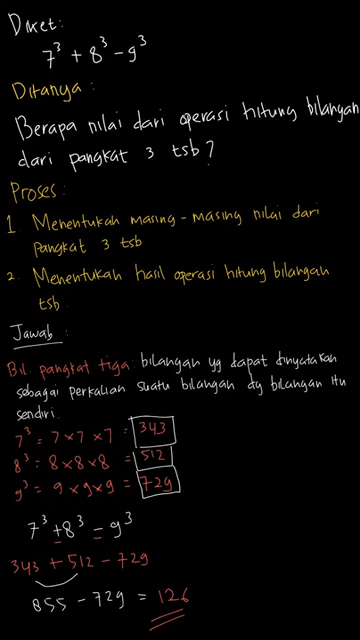 Diket:
7³ + 8³ - 9³
Ditanya:
Berapa nilai dari operasi hitung bilangan
dari pangkat 3 tsb?
Proses:
1. Menentukan masing-masing nilai dari
pangkat 3 tsb
2. Menentukan hasil operasi hitung bilangan
tsb.
Jawab:
Bil. pangkat tiga: bilangan yg dapat dinyatakan
sebagai perkalian suatu bilangan dg bilangan itu
sendiri.
7³ = 7 × 7 × 7 = 343
8³ = 8 × 8 × 8 = 512
9³ = 9 × 9 × 9 = 729
7³ + 8³ - 9³
343 + 512 - 729
855 - 729 = 126